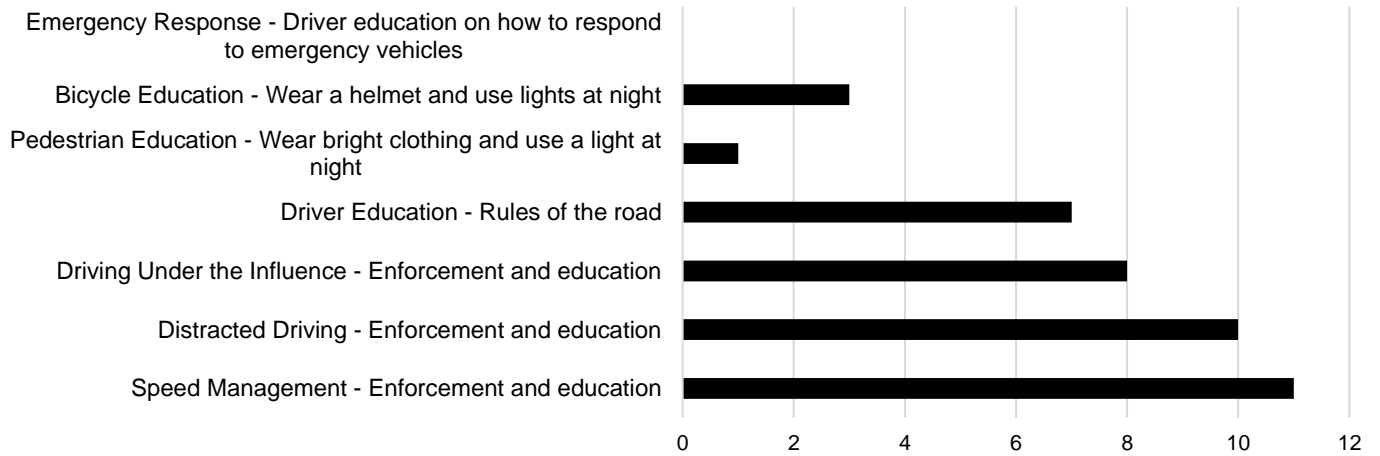 Emergency Response - Driver education on how to respond
to emergency vehicles
Bicycle Education - Wear a helmet and use lights at night
Pedestrian Education - Wear bright clothing and use a light at
night
Driver Education - Rules of the road
Driving Under the Influence - Enforcement and education
Distracted Driving - Enforcement and education
Speed Management - Enforcement and education
0 2 4 6 8 10 12